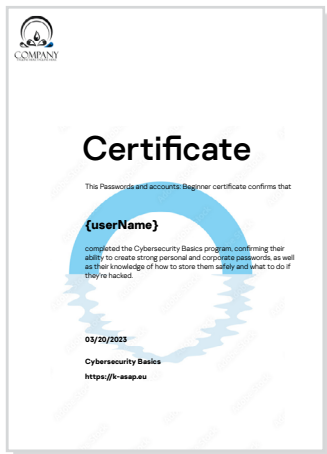 COMPANY
Certificate
This Passwords and accounts: Beginner certificate confirms that
{userName}
completed the Cybersecurity Basics program, confirming their
ability to create strong personal and corporate passwords, as well
as their knowledge of how to store them safely and what to do if
they're hacked.
03/20/2023
Cybersecurity Basics
https://k-asap.eu